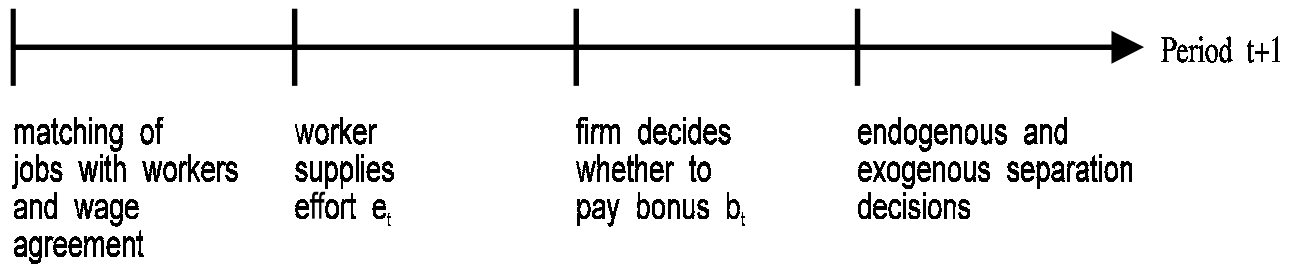 Period t+1
matching of
jobs with workers
and wage
agreement
worker
supplies
effort eₜ
firm decides
whether to
pay bonus bₜ
endogenous and
exogenous separation
decisions